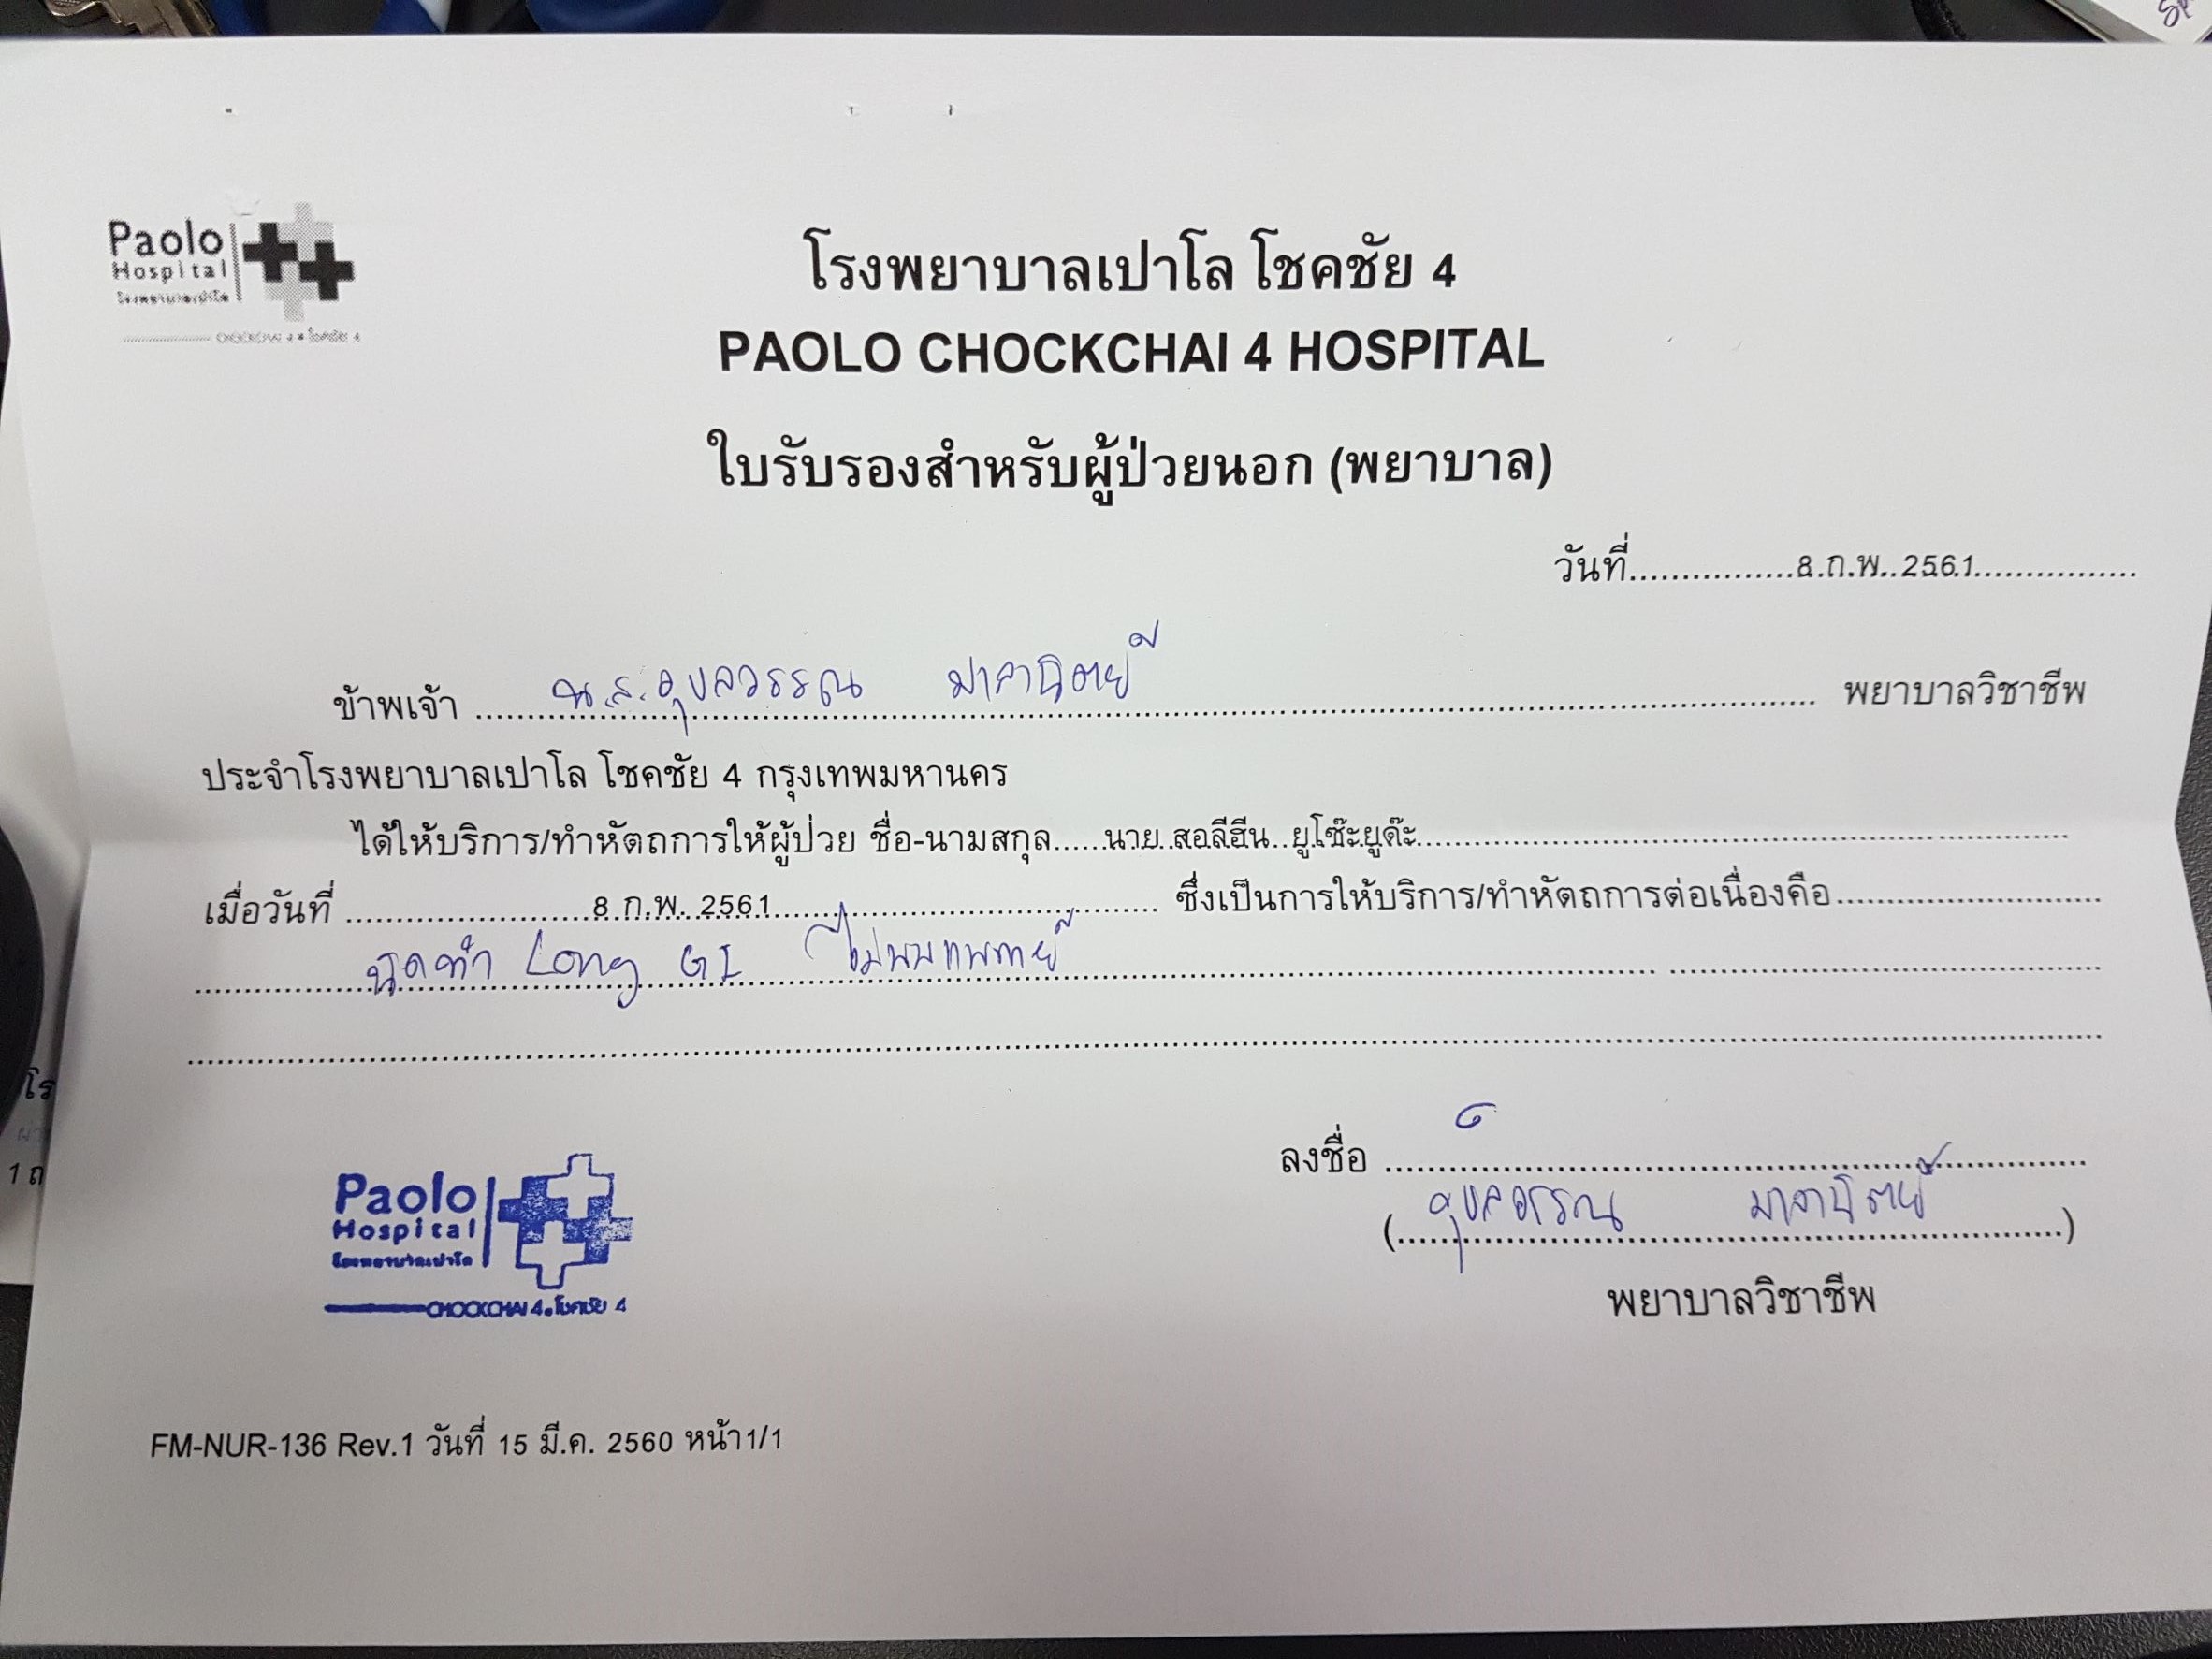 Paolo
Hospital
โรงพยาบาลเปาโล
CHOCKCHAI 4 • โชคชัย 4
โรงพยาบาลเปาโล โชคชัย 4
PAOLO CHOCKCHAI 4 HOSPITAL
ใบรับรองสำหรับผู้ป่วยนอก (พยาบาล)
วันที่................8.ก.พ..2561................
ข้าพเจ้า น.ส.อุบลวรรณ มาลานิตย์ พยาบาลวิชาชีพ
ประจำโรงพยาบาลเปาโล โชคชัย 4 กรุงเทพมหานคร
ได้ให้บริการ/ทำหัตถการให้ผู้ป่วย ชื่อ-นามสกุล......นาย..สอลีฮีน..ยูโซ๊ะยูด๊ะ
เมื่อวันที่ 8 ก.พ. 2561 ซึ่งเป็นการให้บริการ/ทำหัตถการต่อเนื่องคือ
นัดทำ Long GI ไม่พบแพทย์
ลงชื่อ
(อุบลวรรณ มาลานิตย์)
พยาบาลวิชาชีพ
Paolo
Hospital
โรงพยาบาลเปาโล
CHOCKCHAI 4 • โชคชัย 4
FM-NUR-136 Rev.1 วันที่ 15 มี.ค. 2560 หน้า1/1